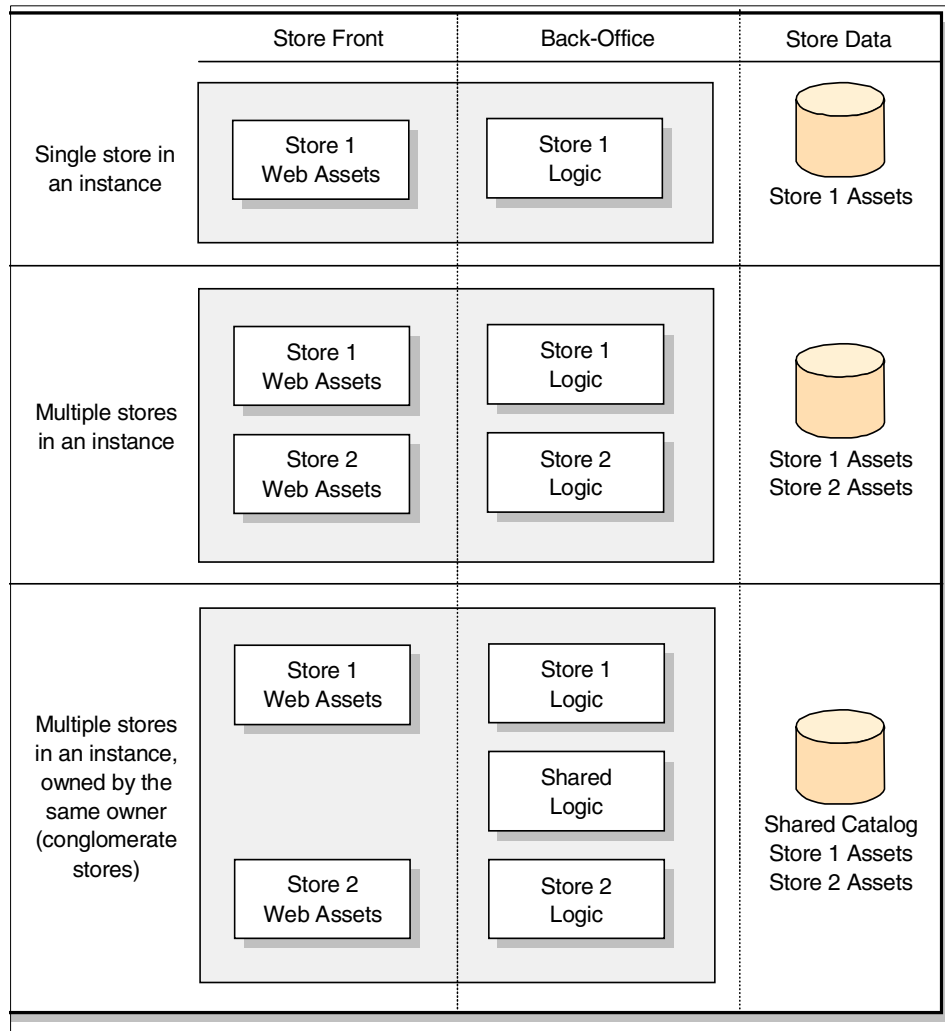 Store Front
Back-Office
Store Data
Single store in
an instance
Store 1
Web Assets
Store 1
Logic
Store 1 Assets
Multiple stores
in an instance
Store 1
Web Assets
Store 1
Logic
Store 2
Web Assets
Store 2
Logic
Store 1 Assets
Store 2 Assets
Multiple stores
in an instance,
owned by the
same owner
(conglomerate
stores)
Store 1
Web Assets
Store 1
Logic
Shared
Logic
Store 2
Web Assets
Store 2
Logic
Shared Catalog
Store 1 Assets
Store 2 Assets